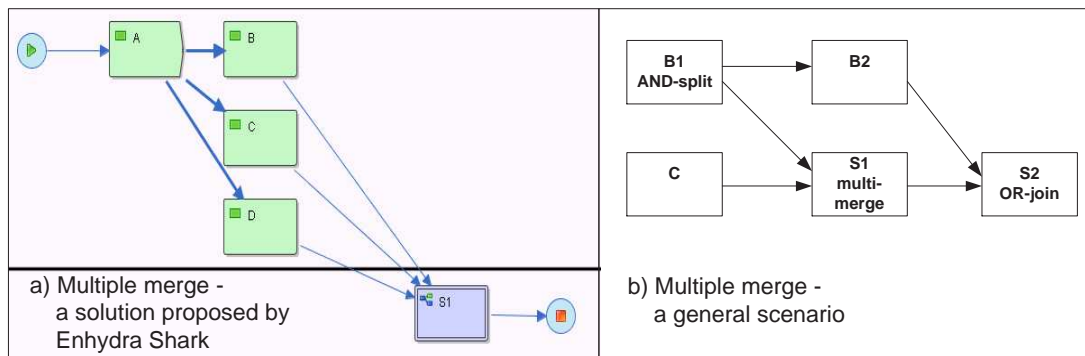 A
B
C
D
S1
a) Multiple merge -
a solution proposed by
Enhydra Shark
B1
AND-split
B2
C
S1
multi-
merge
S2
OR-join
b) Multiple merge -
a general scenario